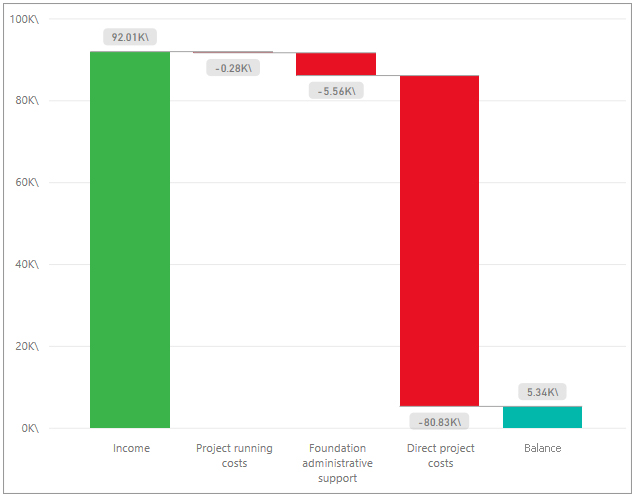 100K\
92.01K\
-0.28K\
-5.56K\
80K\
60K\
40K\
20K\
5.34K\
-80.83K\
0K\
Income
Project running
costs
Foundation
administrative
support
Direct project
costs
Balance